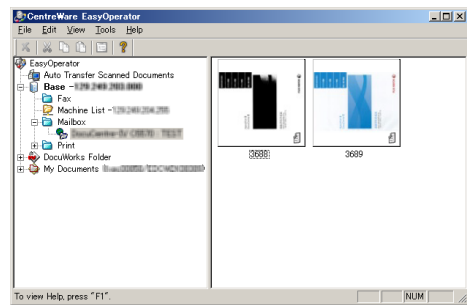 CentreWare EasyOperator
File Edit View Tools Help
EasyOperator
Auto Transfer Scanned Documents
Base -
Fax
Machine List -
Mailbox
Print
DocuWorks Folder
My Documents
3688
3689
To view Help, press "F1".
NUM